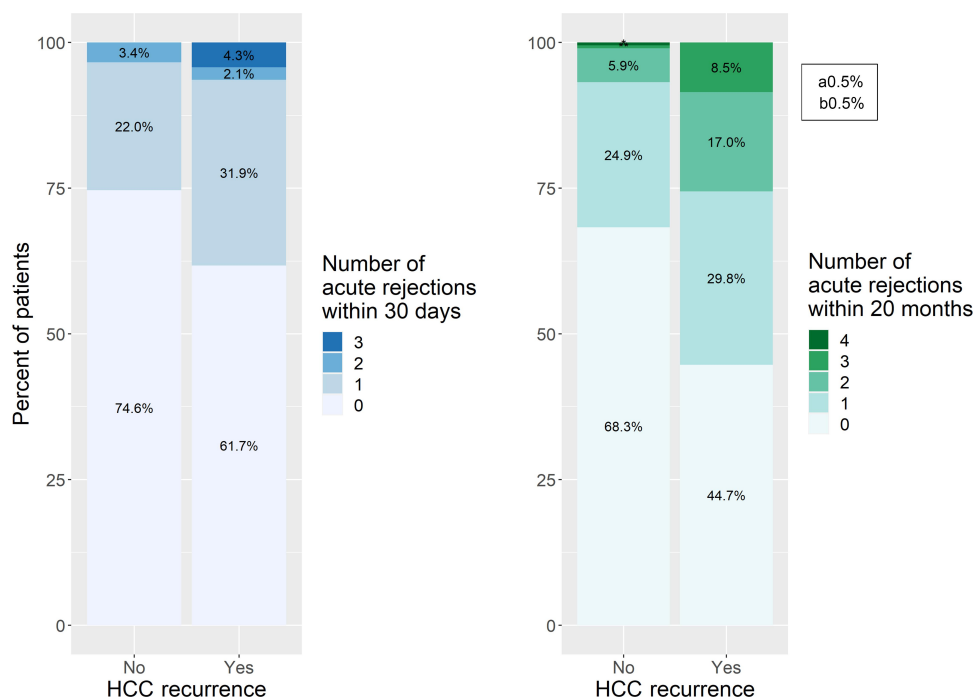 Percent of patients
100
75
50
25
0
3.4%
22.0%
74.6%
4.3%
2.1%
31.9%
61.7%
No
Yes
HCC recurrence
Number of
acute rejections
within 30 days
3
2
1
0
100
75
50
25
0
5.9%
24.9%
68.3%
8.5%
17.0%
29.8%
44.7%
No
Yes
HCC recurrence
a0.5%
b0.5%
Number of
acute rejections
within 20 months
4
3
2
1
0